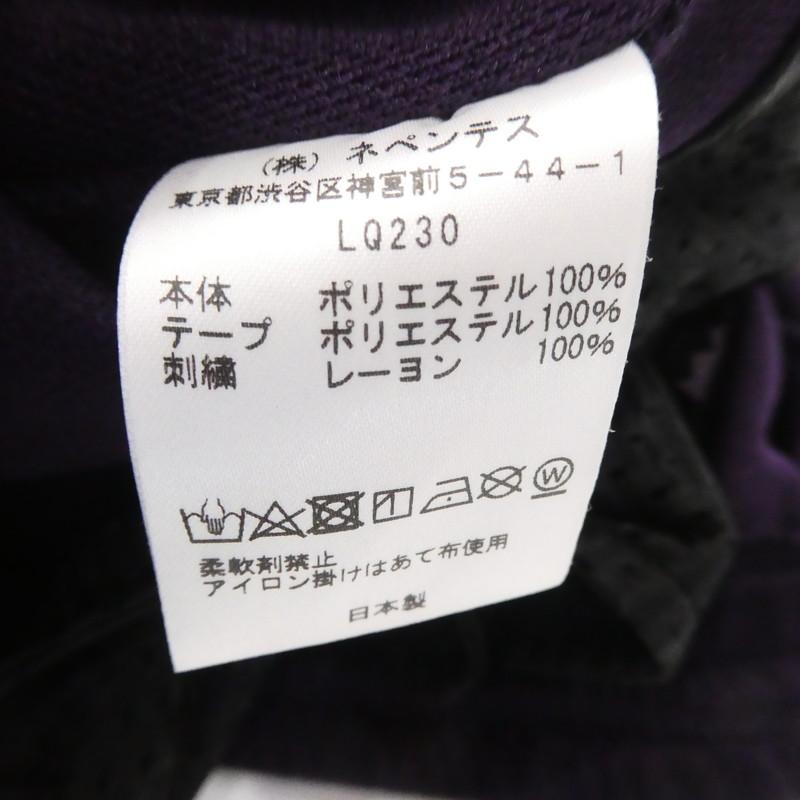 （株）ネペンテス
東京都渋谷区神宮前５－４４－１
LQ230
本体 ポリエステル100%
テープ ポリエステル100%
刺繍 レーヨン 100%
W
柔軟剤禁止
アイロン掛けはあて布使用
日本製